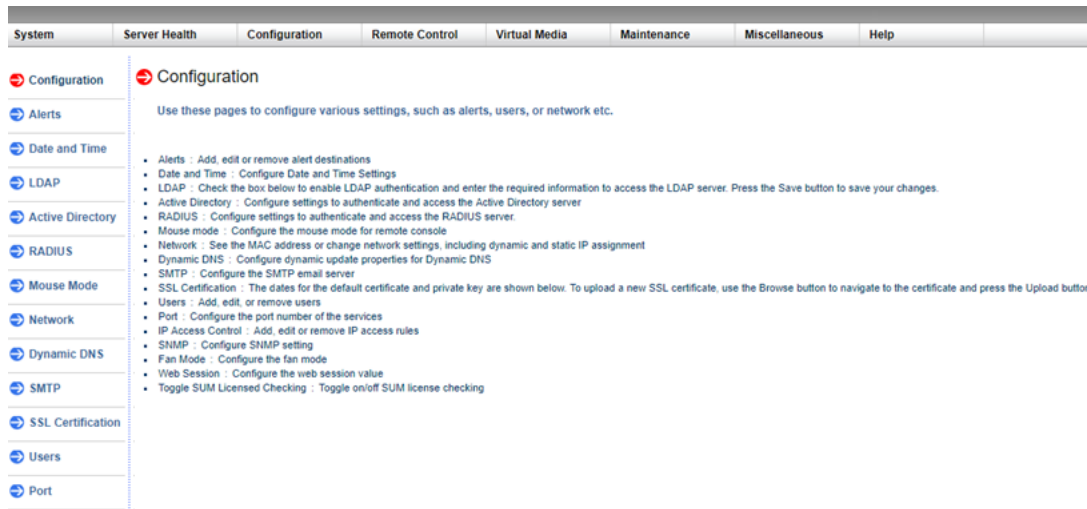 System Server Health Configuration Remote Control Virtual Media Maintenance Miscellaneous Help
Configuration
Alerts
Date and Time
LDAP
Active Directory
RADIUS
Mouse Mode
Network
Dynamic DNS
SMTP
SSL Certification
Users
Port
Configuration
Use these pages to configure various settings, such as alerts, users, or network etc.
Alerts : Add, edit or remove alert destinations
Date and Time : Configure Date and Time Settings
LDAP : Check the box below to enable LDAP authentication and enter the required information to access the LDAP server. Press the Save button to save your changes.
Active Directory : Configure settings to authenticate and access the Active Directory server
RADIUS : Configure settings to authenticate and access the RADIUS server.
Mouse mode : Configure the mouse mode for remote console
Network : See the MAC address or change network settings, including dynamic and static IP assignment
Dynamic DNS : Configure dynamic update properties for Dynamic DNS
SMTP : Configure the SMTP email server
SSL Certification : The dates for the default certificate and private key are shown below. To upload a new SSL certificate, use the Browse button to navigate to the certificate and press the Upload button
Users : Add, edit, or remove users
Port : Configure the port number of the services
IP Access Control : Add, edit or remove IP access rules
SNMP : Configure SNMP setting
Fan Mode : Configure the fan mode
Web Session : Configure the web session value
Toggle SUM Licensed Checking : Toggle on/off SUM license checking